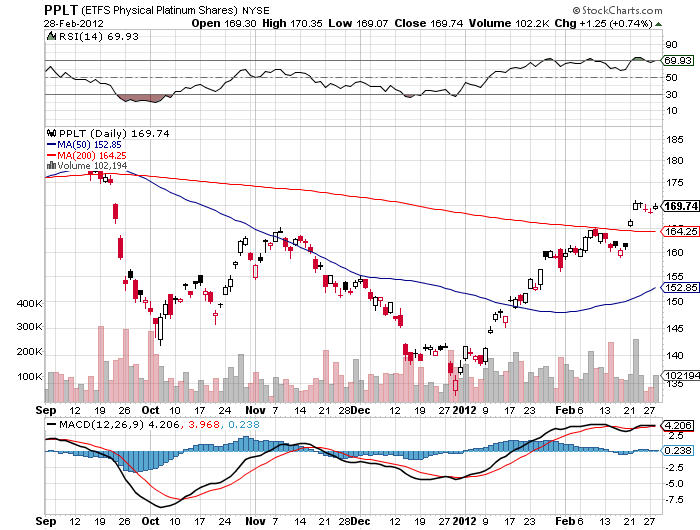 PPLT (ETFS Physical Platinum Shares) NYSE © StockCharts.com
28-Feb-2012 Open 169.30 High 170.35 Low 169.07 Close 169.74 Volume 102.2K Chg +1.25 (+0.74%)
RSI(14) 69.93
90
69.93
50
30
10
PPLT (Daily) 169.74
MA(50) 152.85
MA(200) 164.25
Volume 102,194
185
180
175
169.74
164.25
160
155
152.85
150
145
140
135
400K
300K
200K
100K
102194
Sep 12 19 26 Oct 10 17 24 Nov 7 14 21 28 Dec 12 19 27 2012 9 17 23 Feb 6 13 21 27
MACD(12,26,9) 4.206, 3.968, 0.238
4.206
2.5
0.238
-2.5
-5.0
-7.5
Sep 12 19 26 Oct 10 17 24 Nov 7 14 21 28 Dec 12 19 27 2012 9 17 23 Feb 6 13 21 27